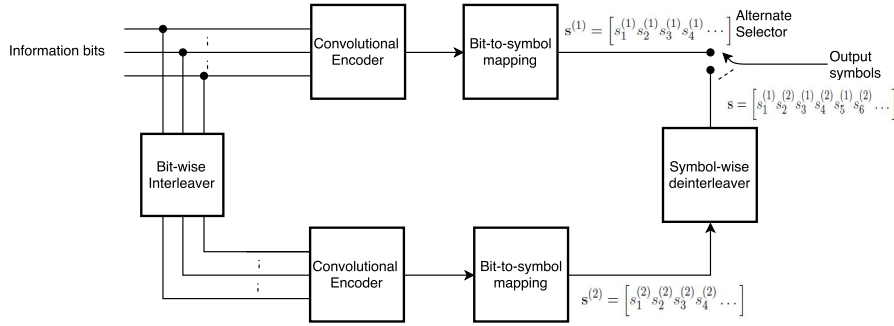 Information bits
Convolutional
Encoder
Bit-to-symbol
mapping
s^{(1)} = [s_1^{(1)} s_2^{(1)} s_3^{(1)} s_4^{(1)} ⋯]
Alternate
Selector
Output
symbols
s = [s_1^{(1)} s_2^{(2)} s_3^{(1)} s_4^{(2)} s_5^{(1)} s_6^{(2)} …]
Bit-wise
Interleaver
Symbol-wise
deinterleaver
Convolutional
Encoder
Bit-to-symbol
mapping
s^{(2)} = [s_1^{(2)} s_2^{(2)} s_3^{(2)} s_4^{(2)} …]